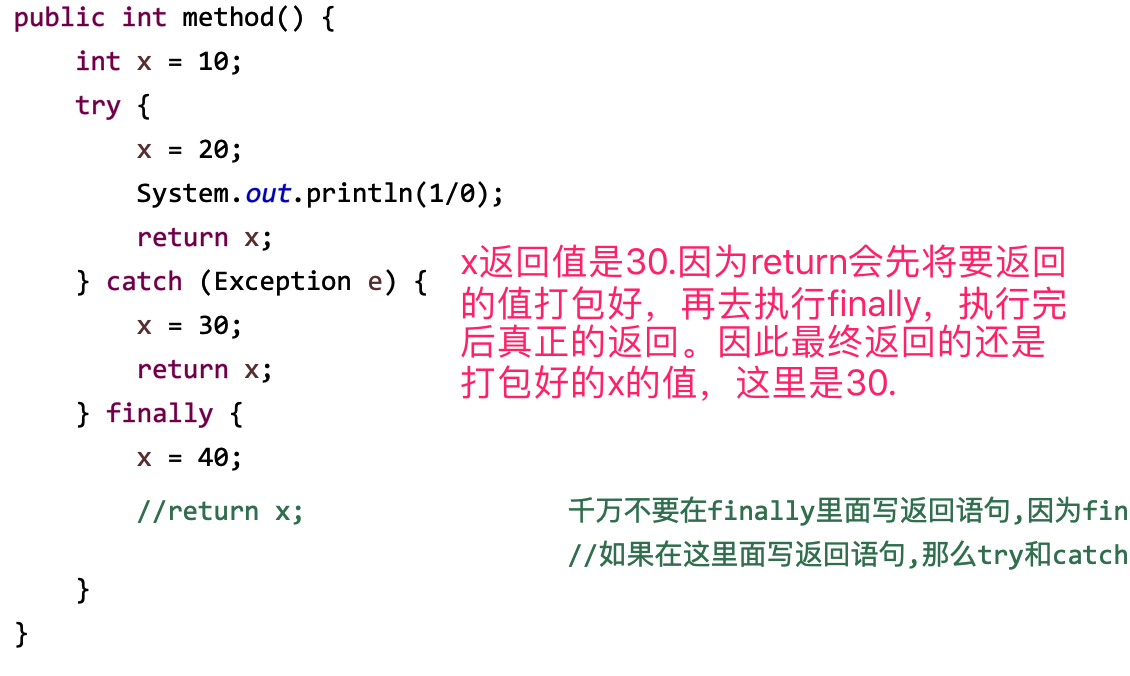 public int method() {
int x = 10;
try {
x = 20;
System.out.println(1/0);
return x;
} catch (Exception e) {
x = 30;
return x;
} finally {
x = 40;
//return x;
}
}
x返回值是30.因为return会先将要返回
的值打包好，再去执行finally，执行完
后真正的返回。因此最终返回的还是
打包好的x的值，这里是30.
千万不要在finally里面写返回语句,因为fin
//如果在这里面写返回语句,那么try和catch